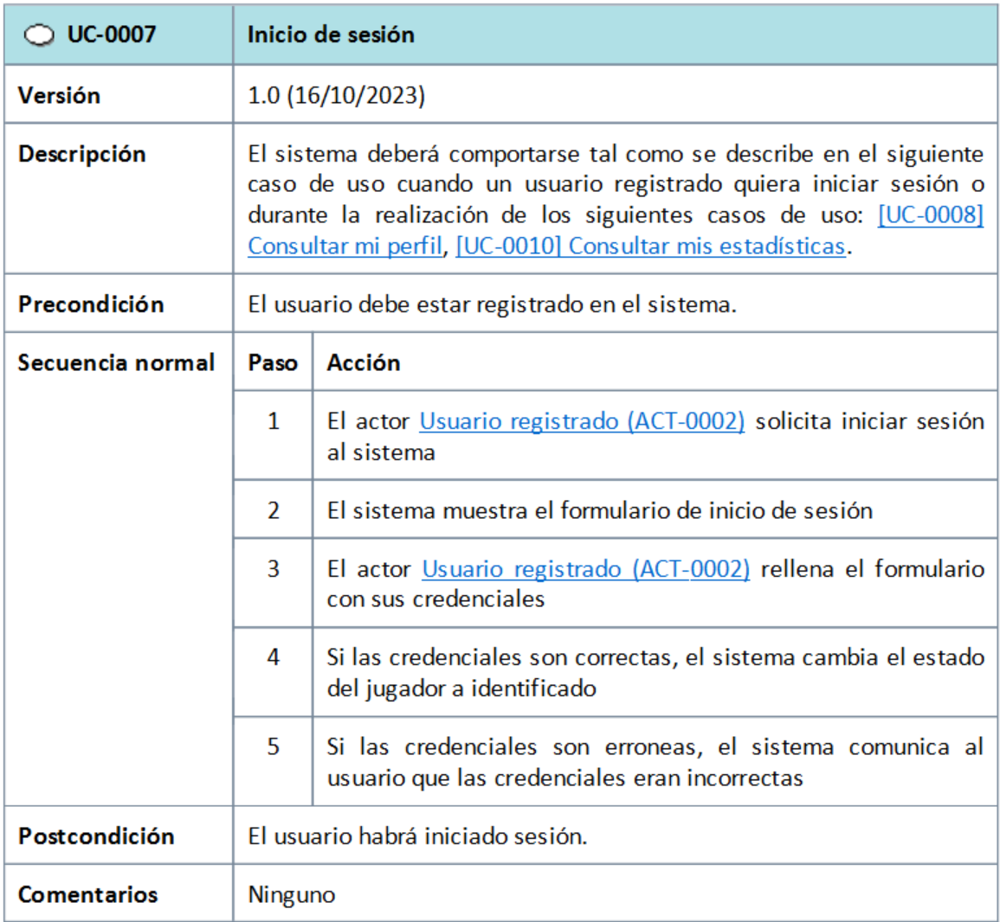 UC-0007 Inicio de sesión
Versión 1.0 (16/10/2023)
Descripción El sistema deberá comportarse tal como se describe en el siguiente
caso de uso cuando un usuario registrado quiera iniciar sesión o
durante la realización de los siguientes casos de uso: [UC-0008]
Consultar mi perfil, [UC-0010] Consultar mis estadísticas.
Precondición El usuario debe estar registrado en el sistema.
Secuencia normal Paso Acción
1 El actor Usuario registrado (ACT-0002) solicita iniciar sesión
al sistema
2 El sistema muestra el formulario de inicio de sesión
3 El actor Usuario registrado (ACT-0002) rellena el formulario
con sus credenciales
4 Si las credenciales son correctas, el sistema cambia el estado
del jugador a identificado
5 Si las credenciales son erroneas, el sistema comunica al
usuario que las credenciales eran incorrectas
Postcondición El usuario habrá iniciado sesión.
Comentarios Ninguno